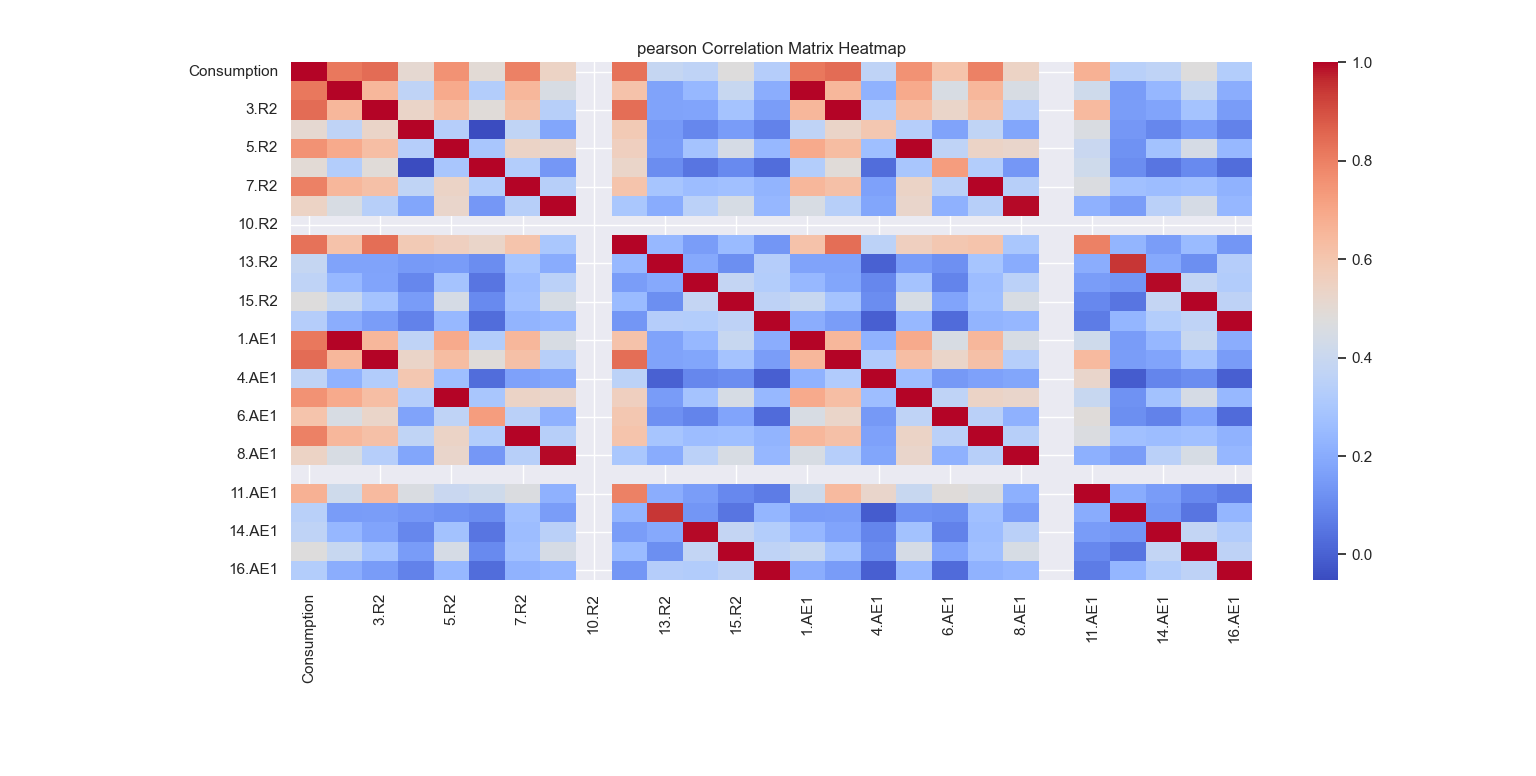 pearson Correlation Matrix Heatmap
Consumption
3.R2
5.R2
7.R2
10.R2
13.R2
15.R2
1.AE1
4.AE1
6.AE1
8.AE1
11.AE1
14.AE1
16.AE1
Consumption
3.R2
5.R2
7.R2
10.R2
13.R2
15.R2
1.AE1
4.AE1
6.AE1
8.AE1
11.AE1
14.AE1
16.AE1
1.0
0.8
0.6
0.4
0.2
0.0